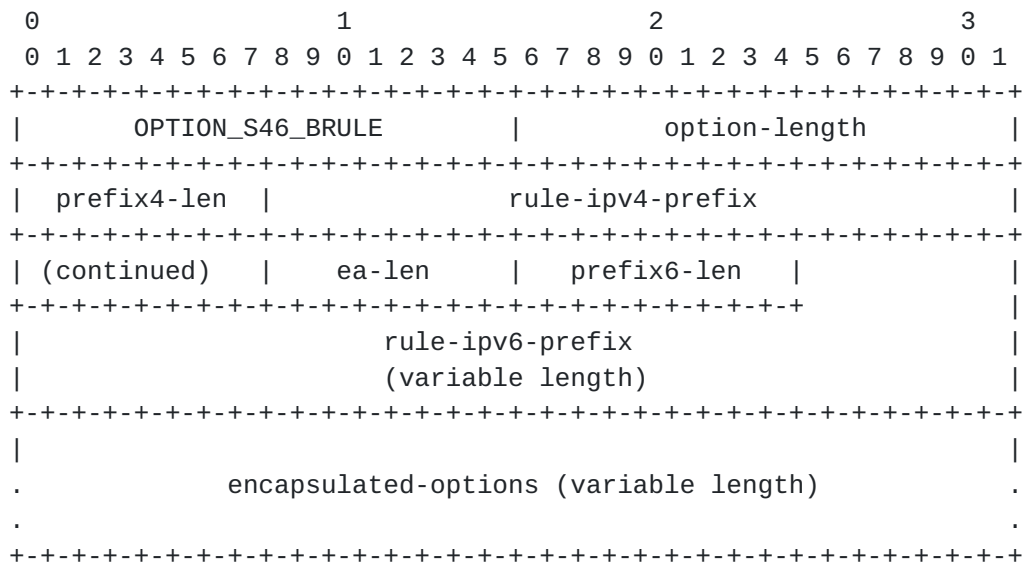 0                   1                   2                   3
 0 1 2 3 4 5 6 7 8 9 0 1 2 3 4 5 6 7 8 9 0 1 2 3 4 5 6 7 8 9 0 1
+-+-+-+-+-+-+-+-+-+-+-+-+-+-+-+-+-+-+-+-+-+-+-+-+-+-+-+-+-+-+-+-+
|       OPTION_S46_BRULE        |         option-length         |
+-+-+-+-+-+-+-+-+-+-+-+-+-+-+-+-+-+-+-+-+-+-+-+-+-+-+-+-+-+-+-+-+
|  prefix4-len  |               rule-ipv4-prefix                |
+-+-+-+-+-+-+-+-+-+-+-+-+-+-+-+-+-+-+-+-+-+-+-+-+-+-+-+-+-+-+-+-+
| (continued)   |    ea-len     |   prefix6-len   |             |
+-+-+-+-+-+-+-+-+-+-+-+-+-+-+-+-+-+-+-+-+-+-+-+-+-+             |
|                       rule-ipv6-prefix                        |
|                       (variable length)                       |
+-+-+-+-+-+-+-+-+-+-+-+-+-+-+-+-+-+-+-+-+-+-+-+-+-+-+-+-+-+-+-+-+
|                                                               |
.             encapsulated-options (variable length)            .
.                                                               .
+-+-+-+-+-+-+-+-+-+-+-+-+-+-+-+-+-+-+-+-+-+-+-+-+-+-+-+-+-+-+-+-+